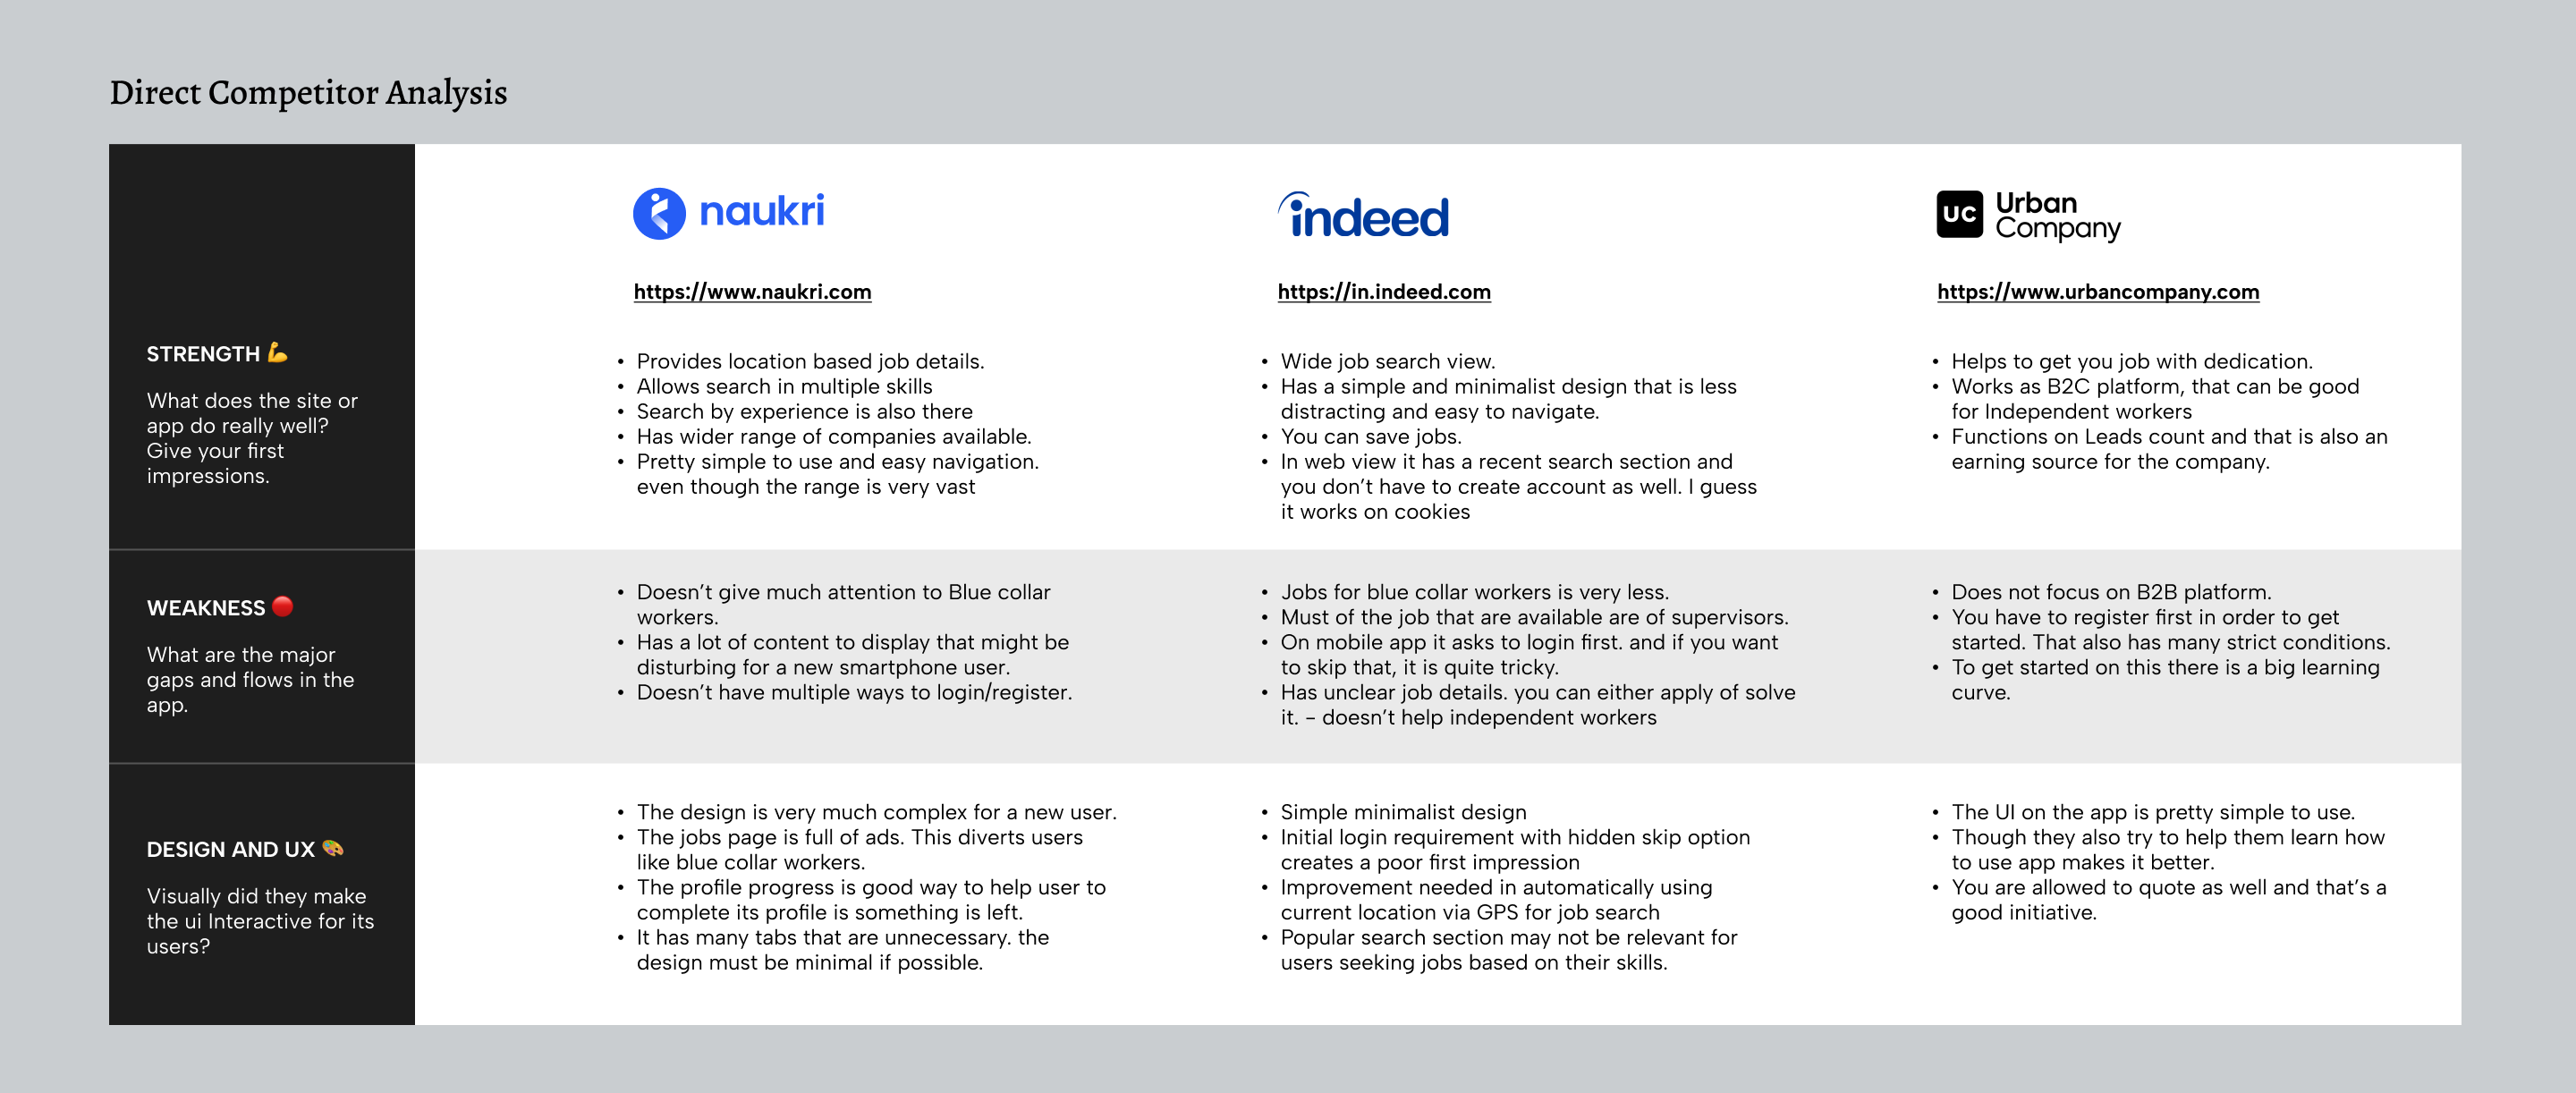 Direct Competitor Analysis
naukri
indeed
UC Urban
Company
https://www.naukri.com
https://in.indeed.com
https://www.urbancompany.com
STRENGTH 💪
What does the site or
app do really well?
Give your first
impressions.
• Provides location based job details.
• Allows search in multiple skills
• Search by experience is also there
• Has wider range of companies available.
• Pretty simple to use and easy navigation.
even though the range is very vast
• Wide job search view.
• Has a simple and minimalist design that is less
distracting and easy to navigate.
• You can save jobs.
• In web view it has a recent search section and
you don’t have to create account as well. I guess
it works on cookies
• Helps to get you job with dedication.
• Works as B2C platform, that can be good
for Independent workers
• Functions on Leads count and that is also an
earning source for the company.
WEAKNESS 🔴
What are the major
gaps and flows in the
app.
• Doesn’t give much attention to Blue collar
workers.
• Has a lot of content to display that might be
disturbing for a new smartphone user.
• Doesn’t have multiple ways to login/register.
• Jobs for blue collar workers is very less.
• Must of the job that are available are of supervisors.
• On mobile app it asks to login first. and if you want
to skip that, it is quite tricky.
• Has unclear job details. you can either apply of solve
it. - doesn’t help independent workers
• Does not focus on B2B platform.
• You have to register first in order to get
started. That also has many strict conditions.
• To get started on this there is a big learning
curve.
DESIGN AND UX 🎨
Visually did they make
the ui Interactive for its
users?
• The design is very much complex for a new user.
• The jobs page is full of ads. This diverts users
like blue collar workers.
• The profile progress is good way to help user to
complete its profile is something is left.
• It has many tabs that are unnecessary. the
design must be minimal if possible.
• Simple minimalist design
• Initial login requirement with hidden skip option
creates a poor first impression
• Improvement needed in automatically using
current location via GPS for job search
• Popular search section may not be relevant for
users seeking jobs based on their skills.
• The UI on the app is pretty simple to use.
• Though they also try to help them learn how
to use app makes it better.
• You are allowed to quote as well and that’s a
good initiative.